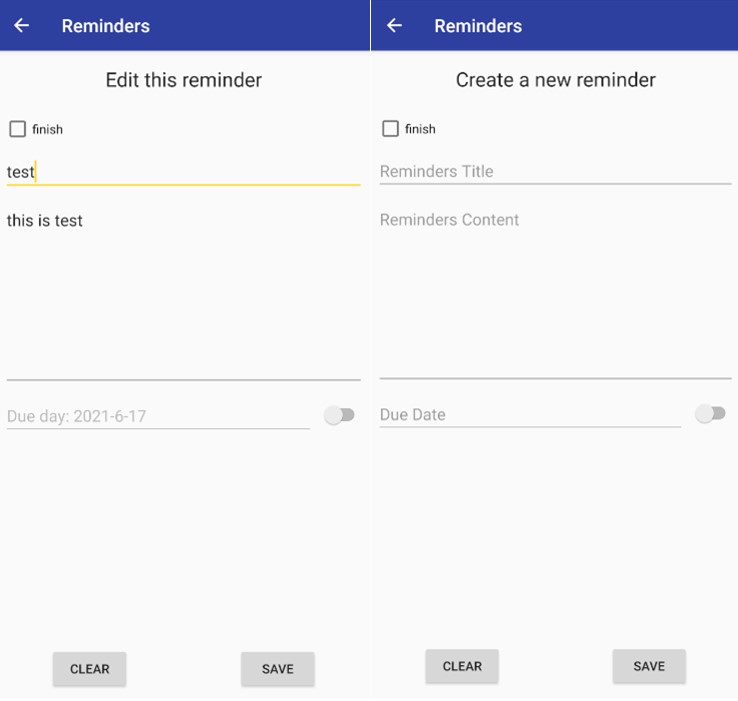 Reminders
Edit this reminder
finish
test
this is test
Due day: 2021-6-17
CLEAR
SAVE
Reminders
Create a new reminder
finish
Reminders Title
Reminders Content
Due Date
CLEAR
SAVE